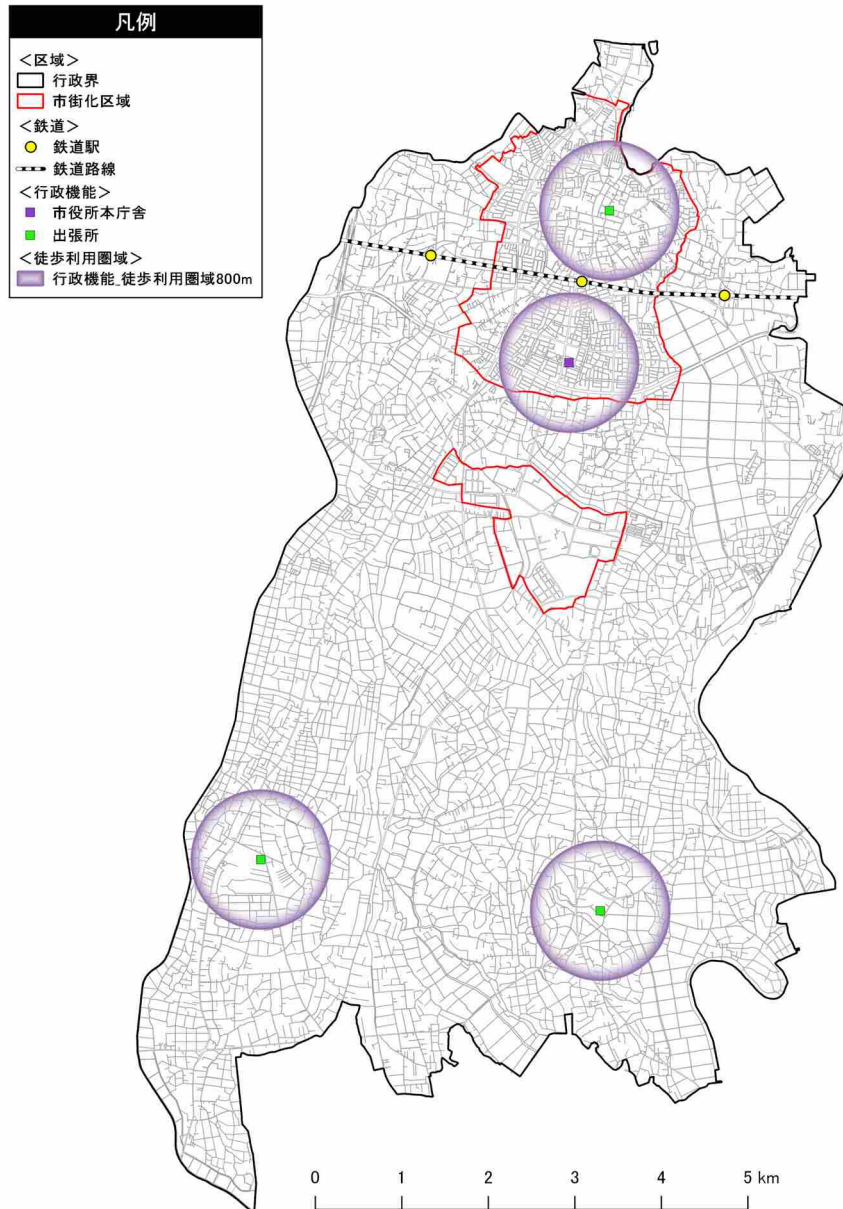 凡例
<区域>
行政界
市街化区域
<鉄道>
鉄道駅
鉄道路線
<行政機能>
市役所本庁舎
出張所
<徒歩利用圏域>
行政機能_徒歩利用圏域800m
0 1 2 3 4 5 km